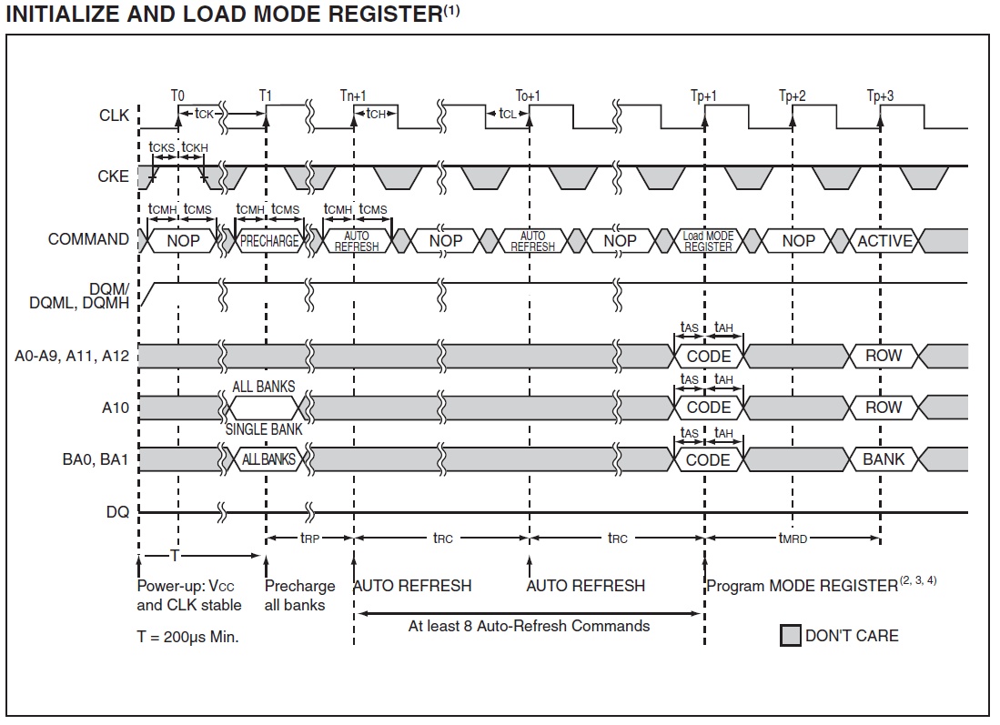 INITIALIZE AND LOAD MODE REGISTER(1)
T0 T1 Tn+1 To+1 Tp+1 Tp+2 Tp+3
CLK tCK tCH tCL
tCKS tCKH
CKE
tCMH tCMS tCMH tCMS tCMH tCMS
COMMAND NOP PRECHARGE AUTO REFRESH NOP AUTO REFRESH NOP Load MODE REGISTER NOP ACTIVE
DQM/
DQML, DQMH
tAS tAH
A0-A9, A11, A12 CODE ROW
ALL BANKS tAS tAH
A10 CODE ROW
SINGLE BANK tAS tAH
BA0, BA1 ALL BANKS CODE BANK
DQ
tRP tRC tRC tMRD
T
Power-up: VCC Precharge AUTO REFRESH AUTO REFRESH Program MODE REGISTER(2, 3, 4)
and CLK stable all banks
At least 8 Auto-Refresh Commands
T = 200µs Min. DON'T CARE